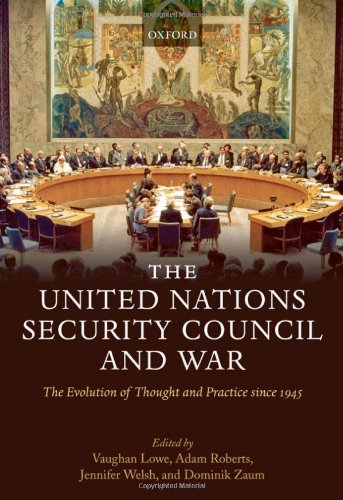 OXFORD
THE
UNITED NATIONS
SECURITY COUNCIL
AND WAR
The Evolution of Thought and Practice since 1945
Edited by
Vaughan Lowe, Adam Roberts,
Jennifer Welsh, and Dominik Zaum